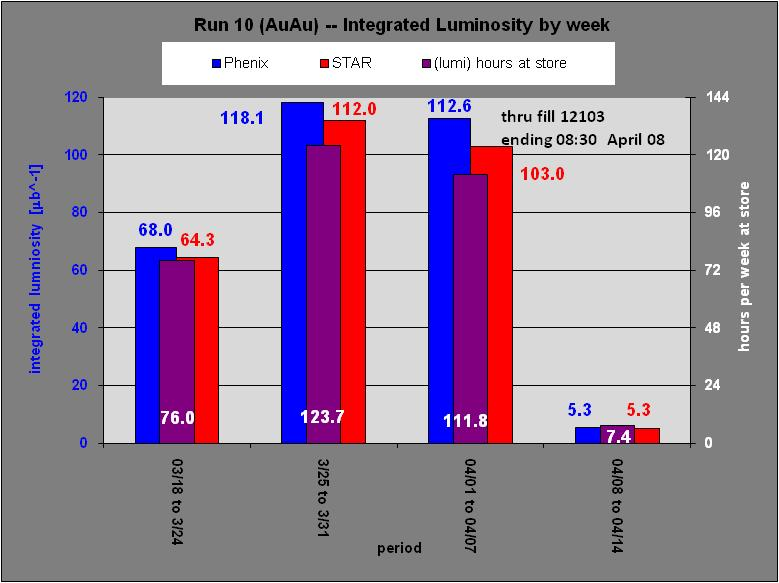 Run 10 (AuAu) -- Integrated Luminosity by week
Phenix STAR (lumi) hours at store
thru fill 12103
ending 08:30 April 08
integrated lumniosity [µb^-1]
120
100
80
60
40
20
0
68.0 64.3 76.0
118.1 112.0 123.7
112.6 103.0 111.8
5.3 5.3 7.4
144
120
96
72
48
24
0
hours per week at store
03/18 to 3/24
3/25 to 3/31
04/01 to 04/07
04/08 to 04/14
period